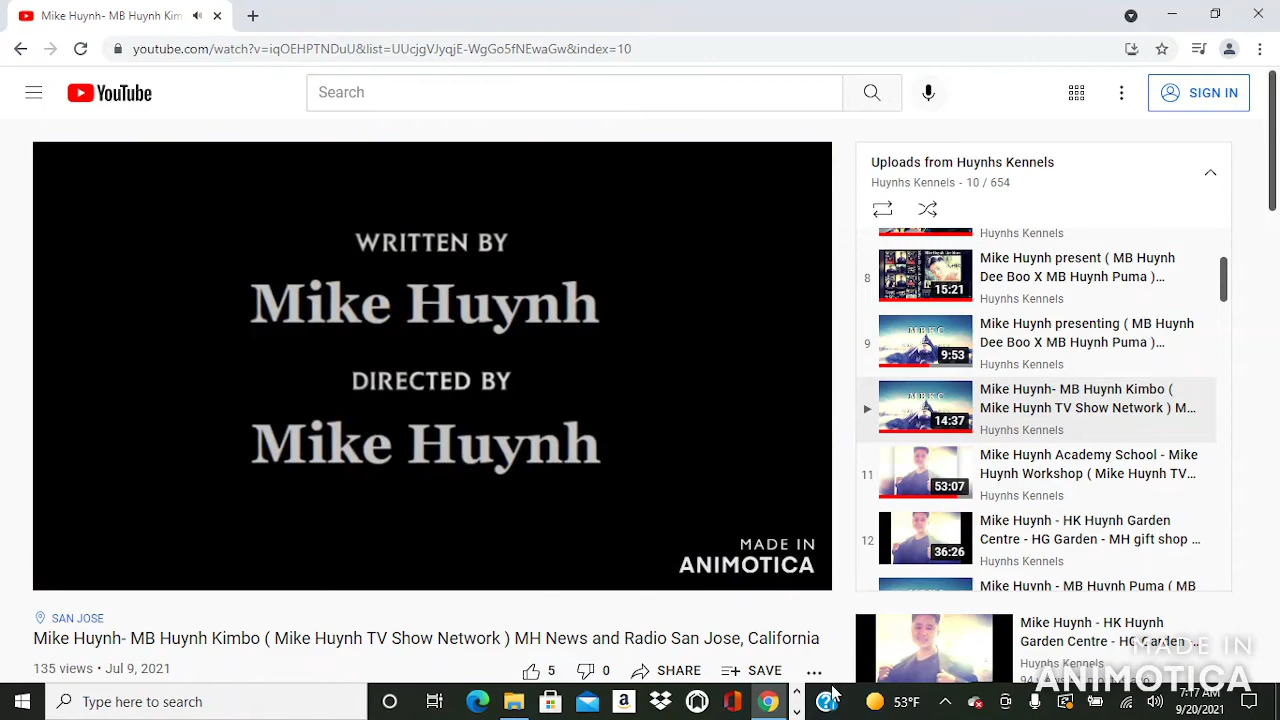 Mike Huynh- MB Huynh Kim
youtube.com/watch?v=iqOEHPTNDuU&list=UUcjgVJyqjE-WgGo5fNEwaGw&index=10
YouTube
Search
SIGN IN
WRITTEN BY
Mike Huynh
DIRECTED BY
Mike Huynh
MADE IN
ANIMOTICA
Uploads from Huynhs Kennels
Huynhs Kennels - 10 / 654
Huynhs Kennels
8
15:21
Mike Huynh present ( MB Huynh
Dee Boo X MB Huynh Puma )...
Huynhs Kennels
9
MBKC
9:53
Mike Huynh presenting ( MB Huynh
Dee Boo X MB Huynh Puma )...
Huynhs Kennels
MBKC
14:37
Mike Huynh- MB Huynh Kimbo (
Mike Huynh TV Show Network ) M...
Huynhs Kennels
11
53:07
Mike Huynh Academy School - Mike
Huynh Workshop ( Mike Huynh TV...
Huynhs Kennels
12
36:26
Mike Huynh - HK Huynh Garden
Centre - HG Garden - MH gift shop ...
Huynhs Kennels
Mike Huynh - MB Huynh Puma ( MB
SAN JOSE
Mike Huynh- MB Huynh Kimbo ( Mike Huynh TV Show Network ) MH News and Radio San Jose, California
135 views • Jul 9, 2021
5
0
SHARE
SAVE
Mike Huynh - HK Huynh
Garden Centre - HG Garden -
Huynhs Kennels
MADE IN
ANIMOTICA
Type here to search
53°F
7:17 AM
9/20/2021